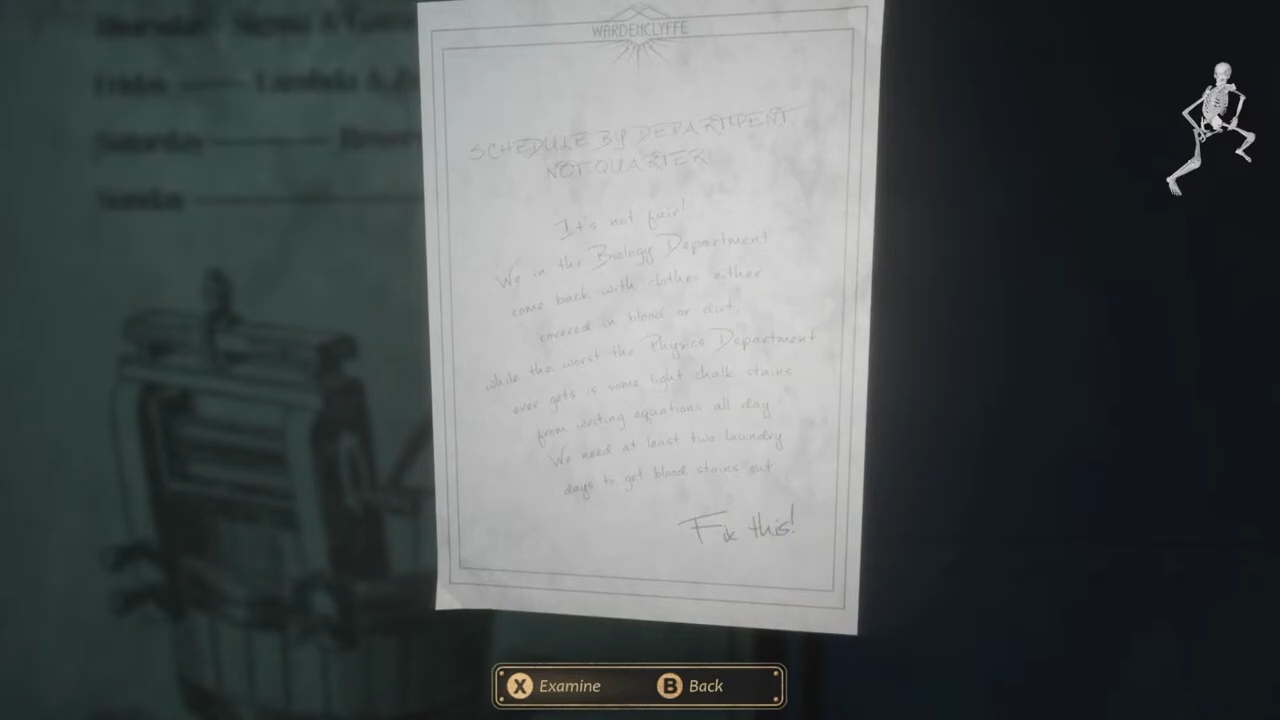 Friday
Saturday
Sunday
WARDENCLYFFE
SCHEDULE BY DEPARTMENT
NOT QUARTER!
It's not fair!
We in the Biology Department
come back with clothes either
covered in blood or dirt,
while the worst the Physics Department
ever gets is some light chalk stains
from writing equations all day.
We need at least two laundry
days to get blood stains out
Fix this!
X Examine
B Back